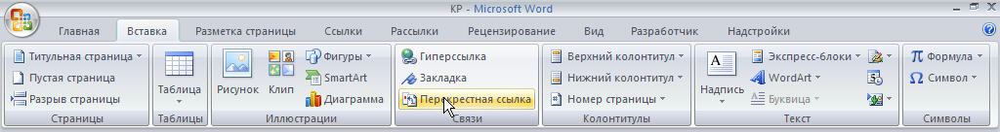 КР - Microsoft Word
Главная Вставка Разметка страницы Ссылки Рассылки Рецензирование Вид Разработчик Надстройки
Титульная страница
Пустая страница
Разрыв страницы
Страницы
Таблица
Таблицы
Рисунок
Клип
Фигуры
SmartArt
Диаграмма
Иллюстрации
Гиперссылка
Закладка
Перекрестная ссылка
Связи
Верхний колонтитул
Нижний колонтитул
Номер страницы
Колонтитулы
Надпись
Экспресс-блоки
WordArt
Буквица
Текст
π Формула
Ω Символ
Символы